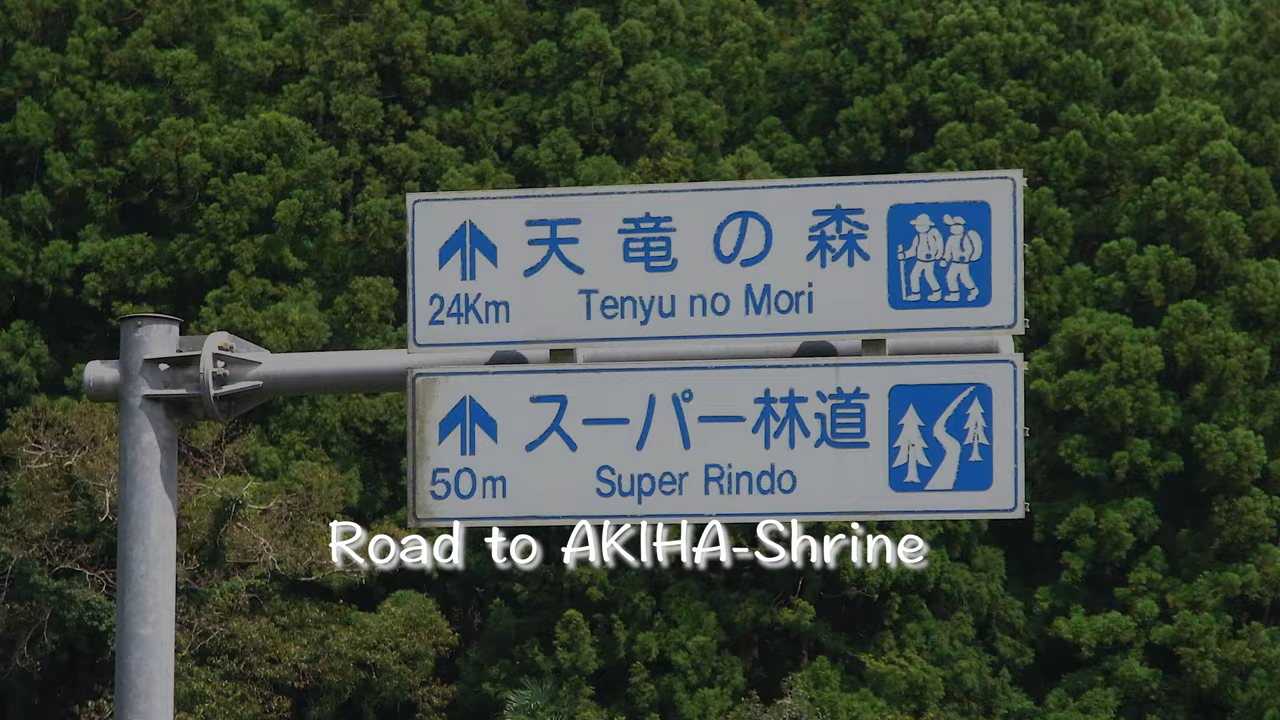 天竜の森
24Km Tenyu no Mori
スーパー林道
50m Super Rindo
Road to AKIHA-Shrine